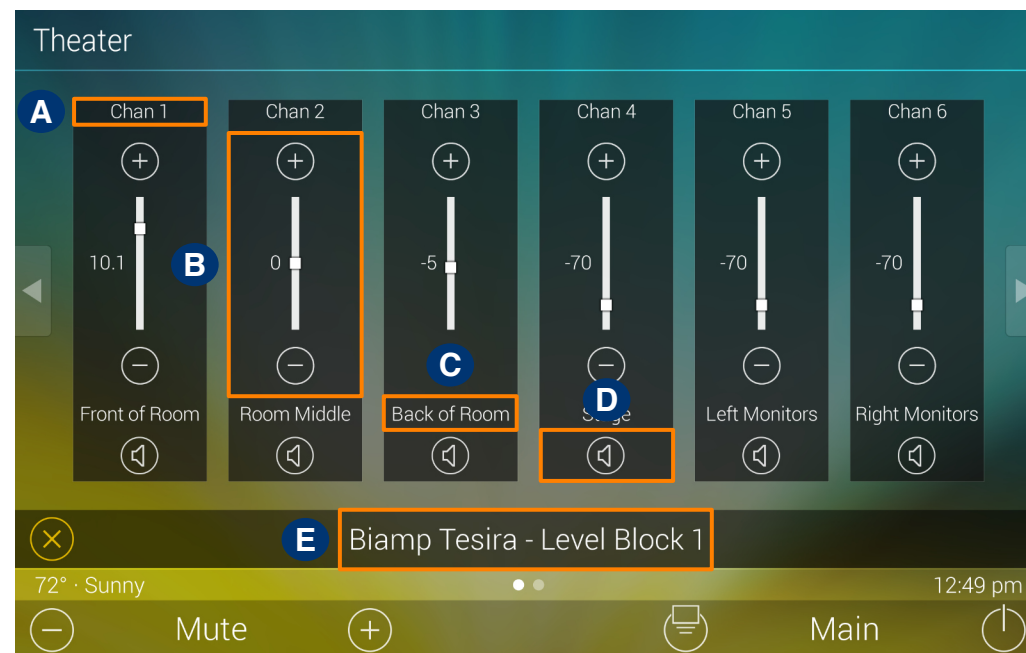 Theater
A
Chan 1
Chan 2
Chan 3
Chan 4
Chan 5
Chan 6
10.1
B
0
-5
-70
-70
-70
C
D
Front of Room
Room Middle
Back of Room
Left Monitors
Right Monitors
E
Biamp Tesira - Level Block 1
72° · Sunny
12:49 pm
Mute
Main